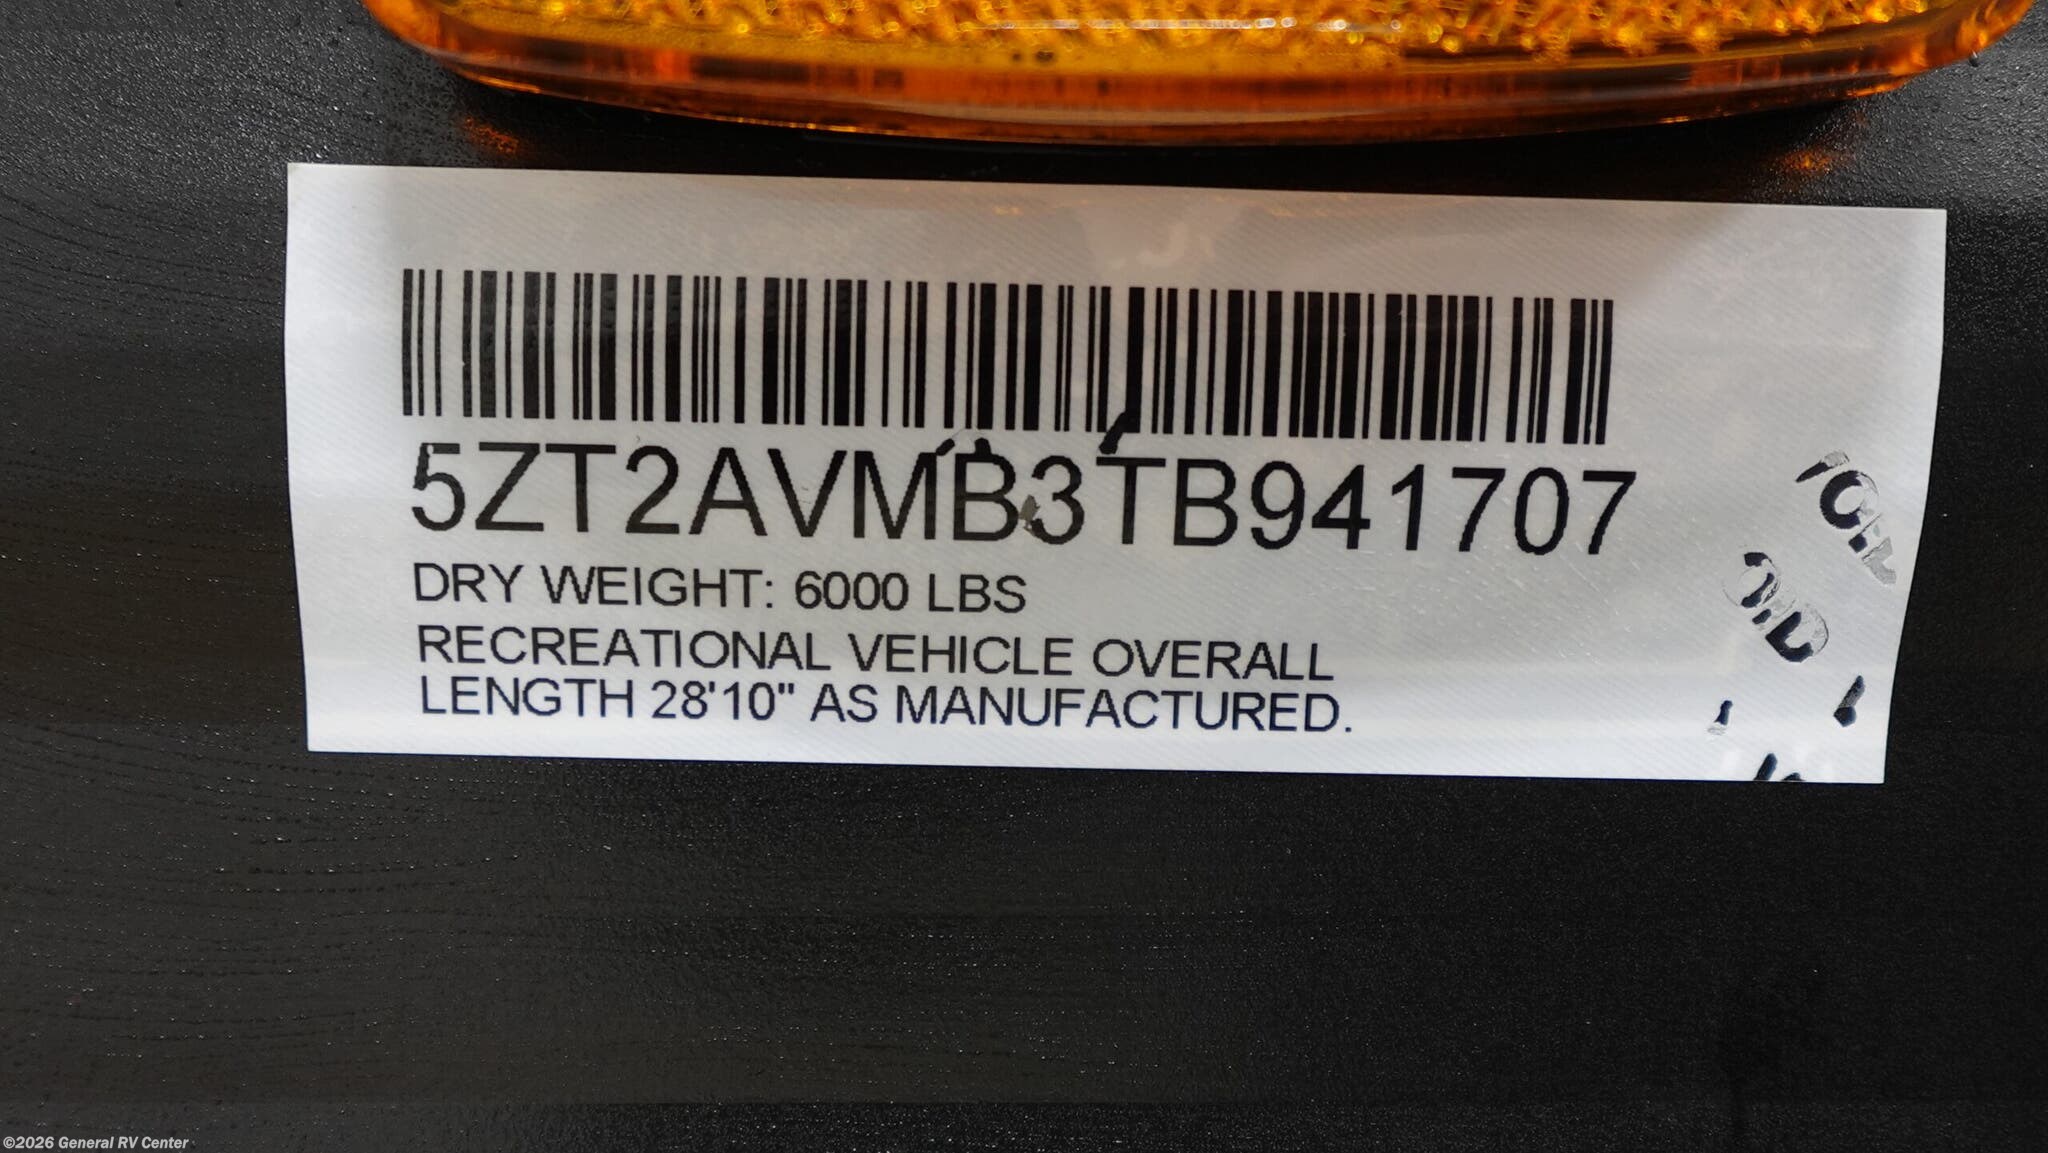 5ZT2AVMB3TB941707
DRY WEIGHT: 6000 LBS
RECREATIONAL VEHICLE OVERALL
LENGTH 28'10" AS MANUFACTURED.
©2026 General RV Center